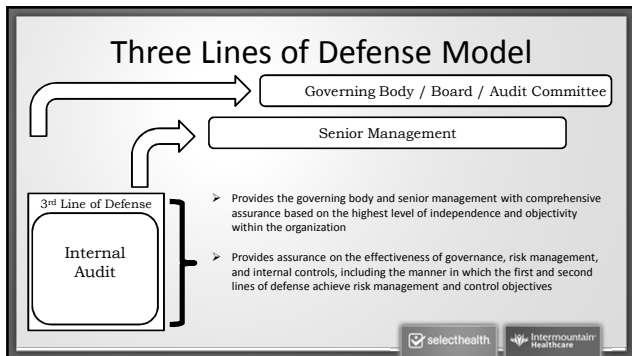 Three Lines of Defense Model
Governing Body / Board / Audit Committee
Senior Management
3rd Line of Defense
Internal
Audit
➢ Provides the governing body and senior management with comprehensive
assurance based on the highest level of independence and objectivity
within the organization
➢ Provides assurance on the effectiveness of governance, risk management,
and internal controls, including the manner in which the first and second
lines of defense achieve risk management and control objectives
selecthealth
Intermountain
Healthcare